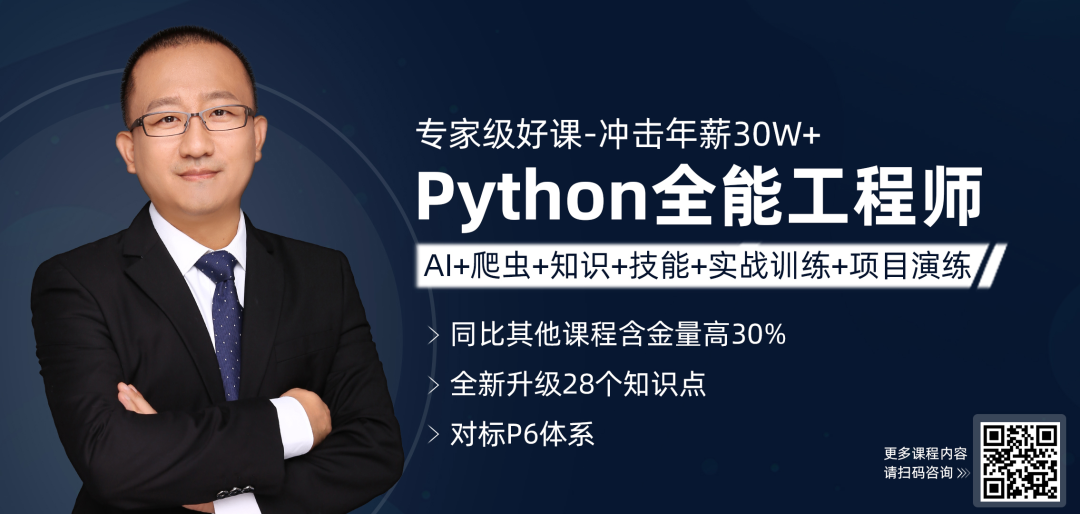 专家级好课-冲击年薪30W+
Python全能工程师
AI+爬虫+知识+技能+实战训练+项目演练
同比其他课程含金量高30%
全新升级28个知识点
对标P6体系
更多课程内容
请扫码咨询